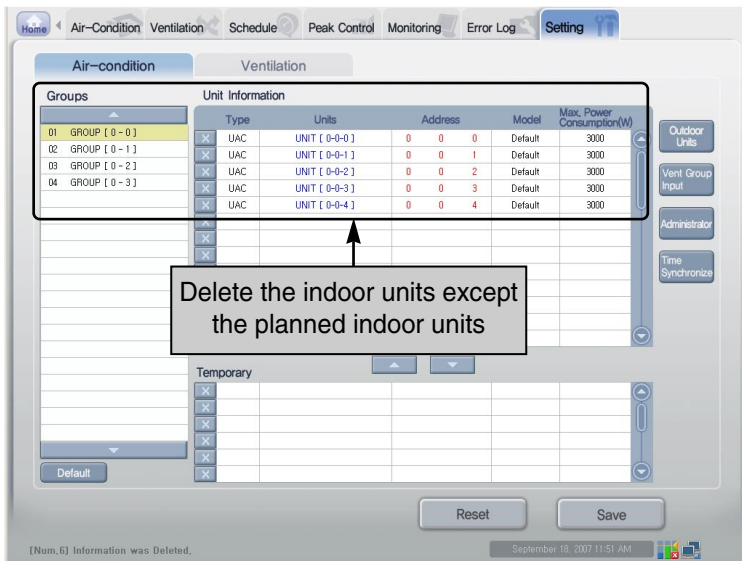 Home Air-Condition Ventilation Schedule Peak Control Monitoring Error Log Setting
Air-condition Ventilation
Groups
01 GROUP [ 0 - 0 ]
02 GROUP [ 0 - 1 ]
03 GROUP [ 0 - 2 ]
04 GROUP [ 0 - 3 ]
Default
Unit Information
Type Units Address Model Max. Power Consumption(W)
X UAC UNIT [ 0-0-0 ] 0 0 0 Default 3000
X UAC UNIT [ 0-0-1 ] 0 0 1 Default 3000
X UAC UNIT [ 0-0-2 ] 0 0 2 Default 3000
X UAC UNIT [ 0-0-3 ] 0 0 3 Default 3000
X UAC UNIT [ 0-0-4 ] 0 0 4 Default 3000
X
X
X
Delete the indoor units except
the planned indoor units
Temporary
X
X
X
X
X
X
Outdoor
Units
Vent Group
Input
Administrator
Time
Synchronize
Reset Save
[Num,6] Information was Deleted,
September 18, 2007 11:51 AM